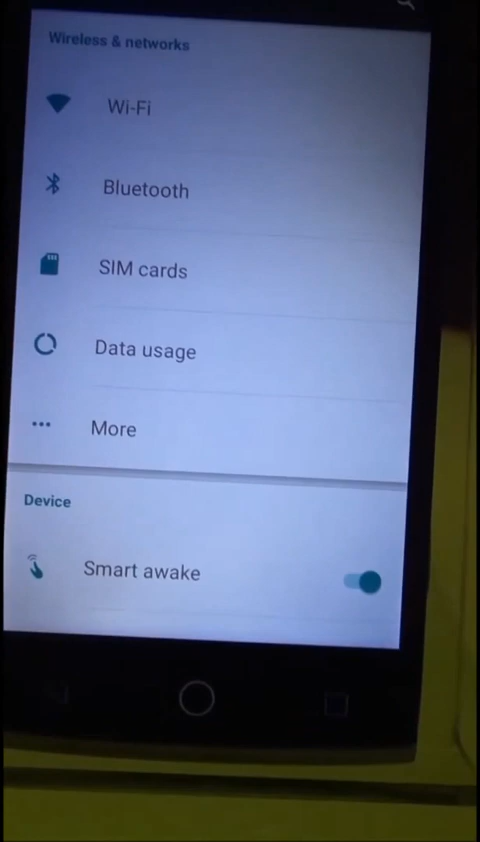 Wireless & networks
Wi-Fi
Bluetooth
SIM cards
Data usage
More
Device
Smart awake